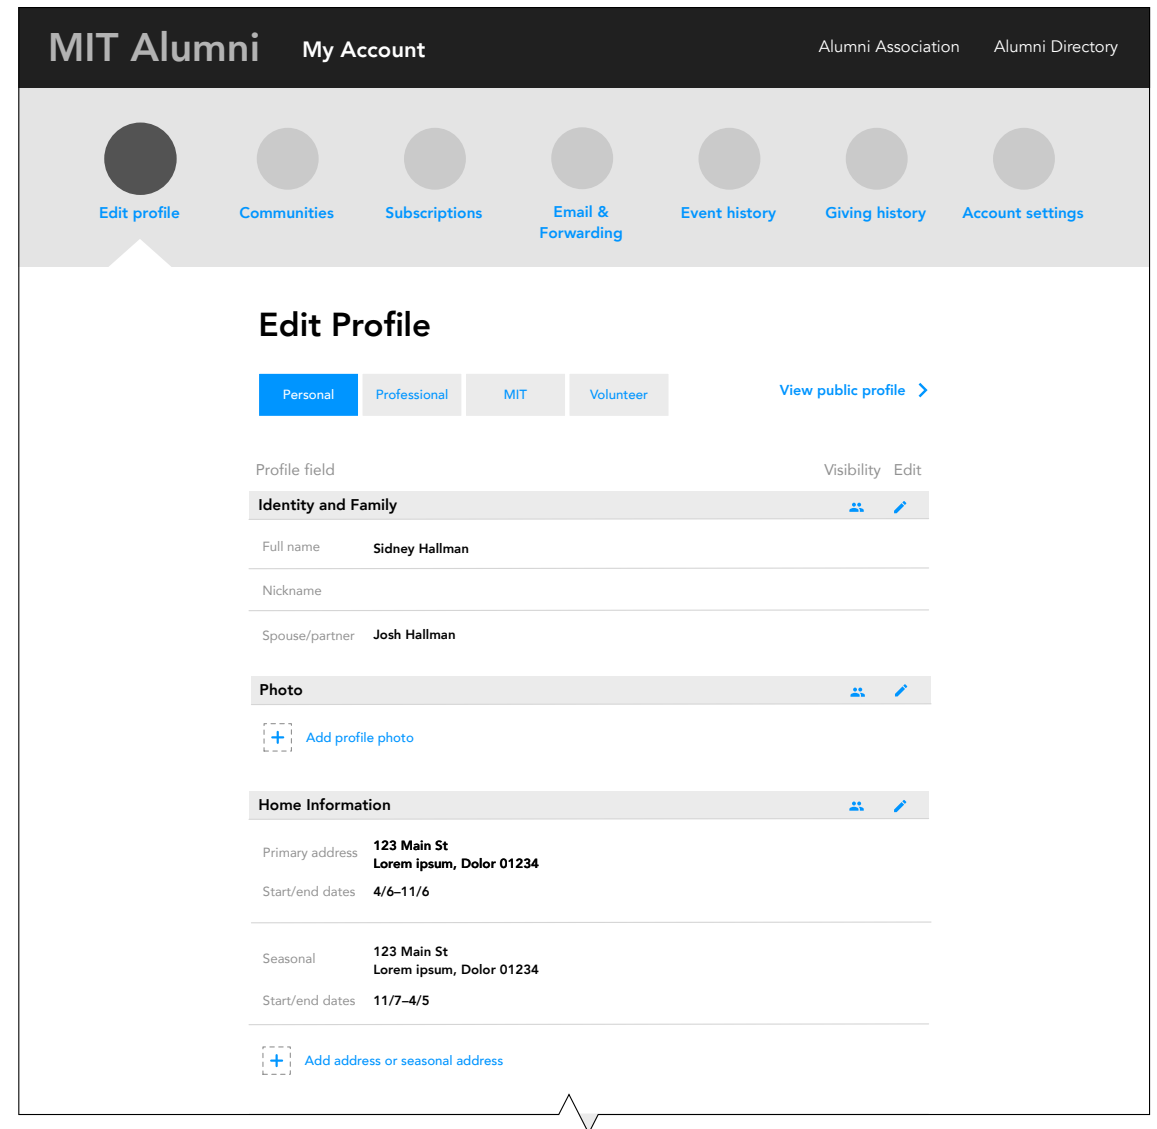 MIT Alumni My Account Alumni Association Alumni Directory
Edit profile Communities Subscriptions Email & Event history Giving history Account settings
Forwarding
Edit Profile
Personal Professional MIT Volunteer View public profile
Profile field Visibility Edit
Identity and Family
Full name Sidney Hallman
Nickname
Spouse/partner Josh Hallman
Photo
Add profile photo
Home Information
Primary address 123 Main St
Lorem ipsum, Dolor 01234
Start/end dates 4/6–11/6
Seasonal 123 Main St
Lorem ipsum, Dolor 01234
Start/end dates 11/7–4/5
Add address or seasonal address